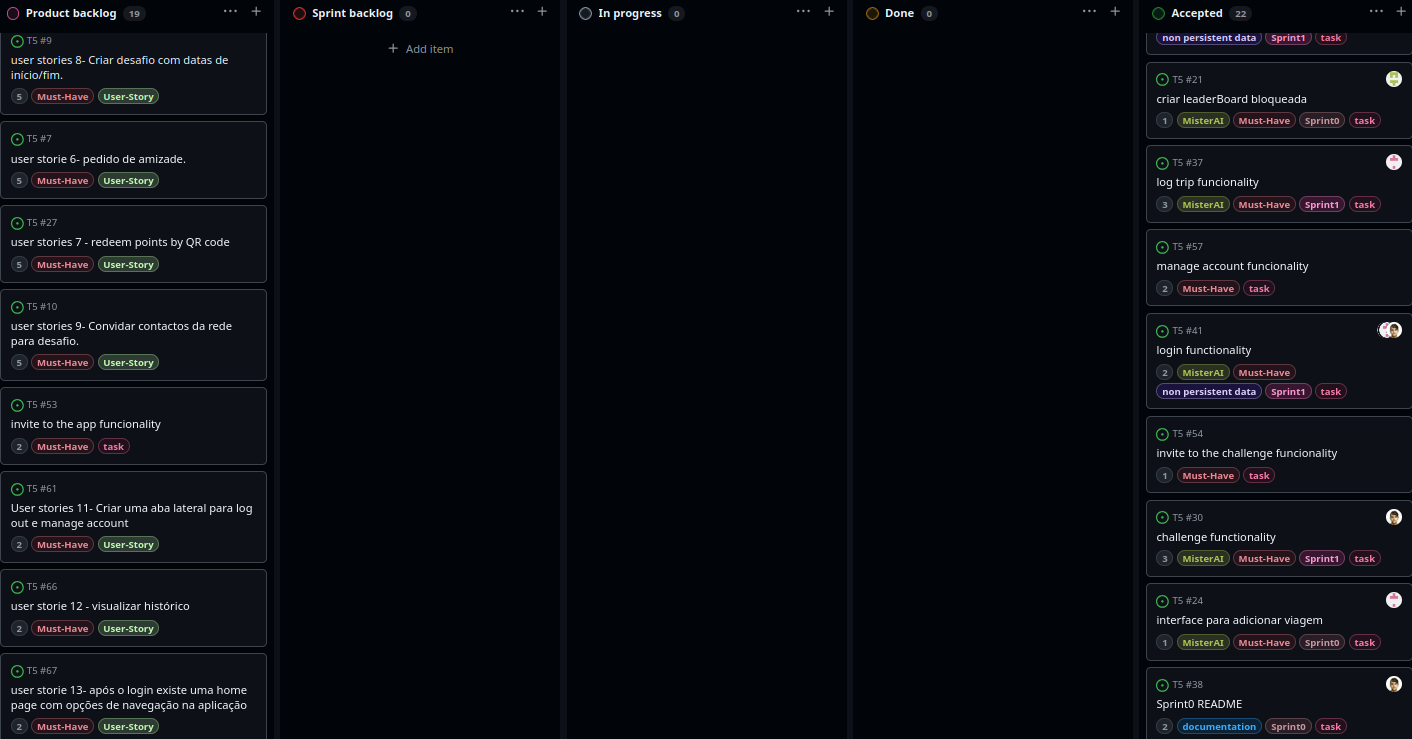 Product backlog 19
T5 #9
user stories 8- Criar desafio com datas de
início/fim.
5 Must-Have User-Story
T5 #7
user storie 6- pedido de amizade.
5 Must-Have User-Story
T5 #27
user stories 7 - redeem points by QR code
5 Must-Have User-Story
T5 #10
user stories 9- Convidar contactos da rede
para desafio.
5 Must-Have User-Story
T5 #53
invite to the app funcionality
2 Must-Have task
T5 #61
User stories 11- Criar uma aba lateral para log
out e manage account
2 Must-Have User-Story
T5 #66
user storie 12 - visualizar histórico
2 Must-Have User-Story
T5 #67
user storie 13- após o login existe uma home
page com opções de navegação na aplicação
2 Must-Have User-Story
Sprint backlog 0
Add item
In progress 0
Done 0
Accepted 22
non persistent data Sprint1 task
T5 #21
criar leaderBoard bloqueada
1 MisterAI Must-Have Sprint0 task
T5 #37
log trip funcionality
3 MisterAI Must-Have Sprint1 task
T5 #57
manage account funcionality
2 Must-Have task
T5 #41
login functionality
2 MisterAI Must-Have
non persistent data Sprint1 task
T5 #54
invite to the challenge funcionality
1 Must-Have task
T5 #30
challenge functionality
3 MisterAI Must-Have Sprint1 task
T5 #24
interface para adicionar viagem
1 MisterAI Must-Have Sprint0 task
T5 #38
Sprint0 README
2 documentation Sprint0 task